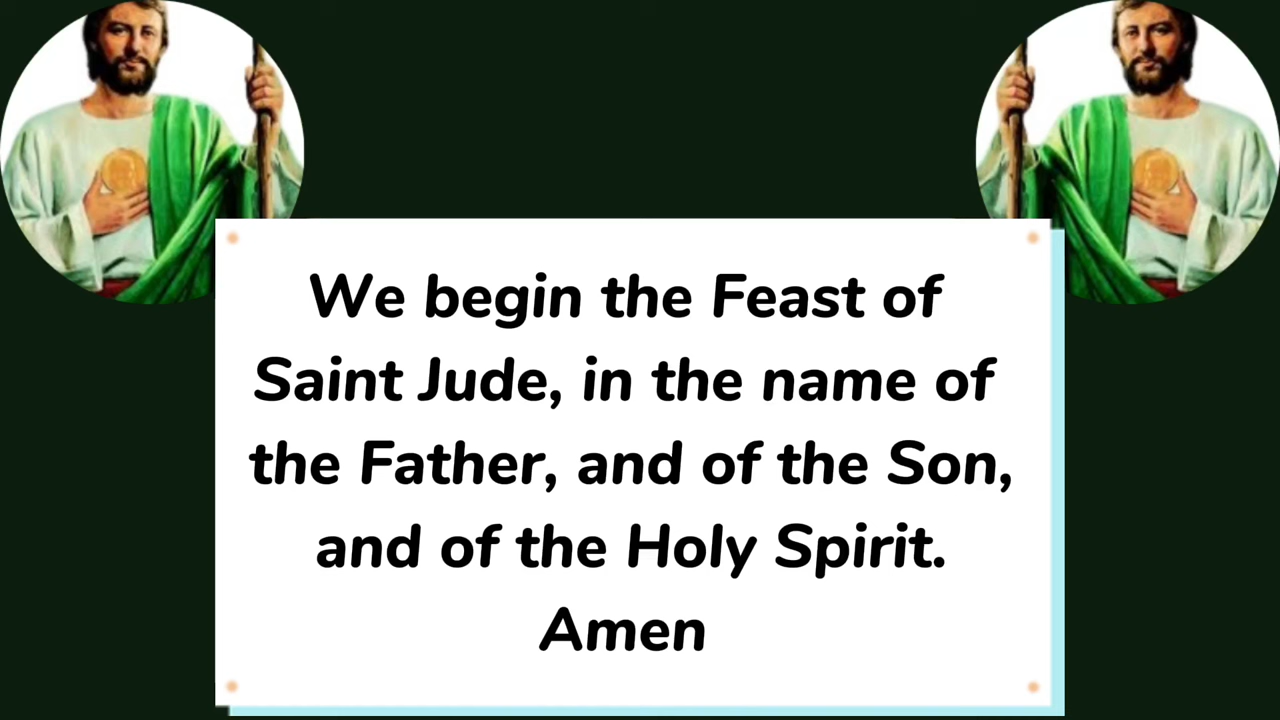 We begin the Feast of
Saint Jude, in the name of
the Father, and of the Son,
and of the Holy Spirit.
Amen